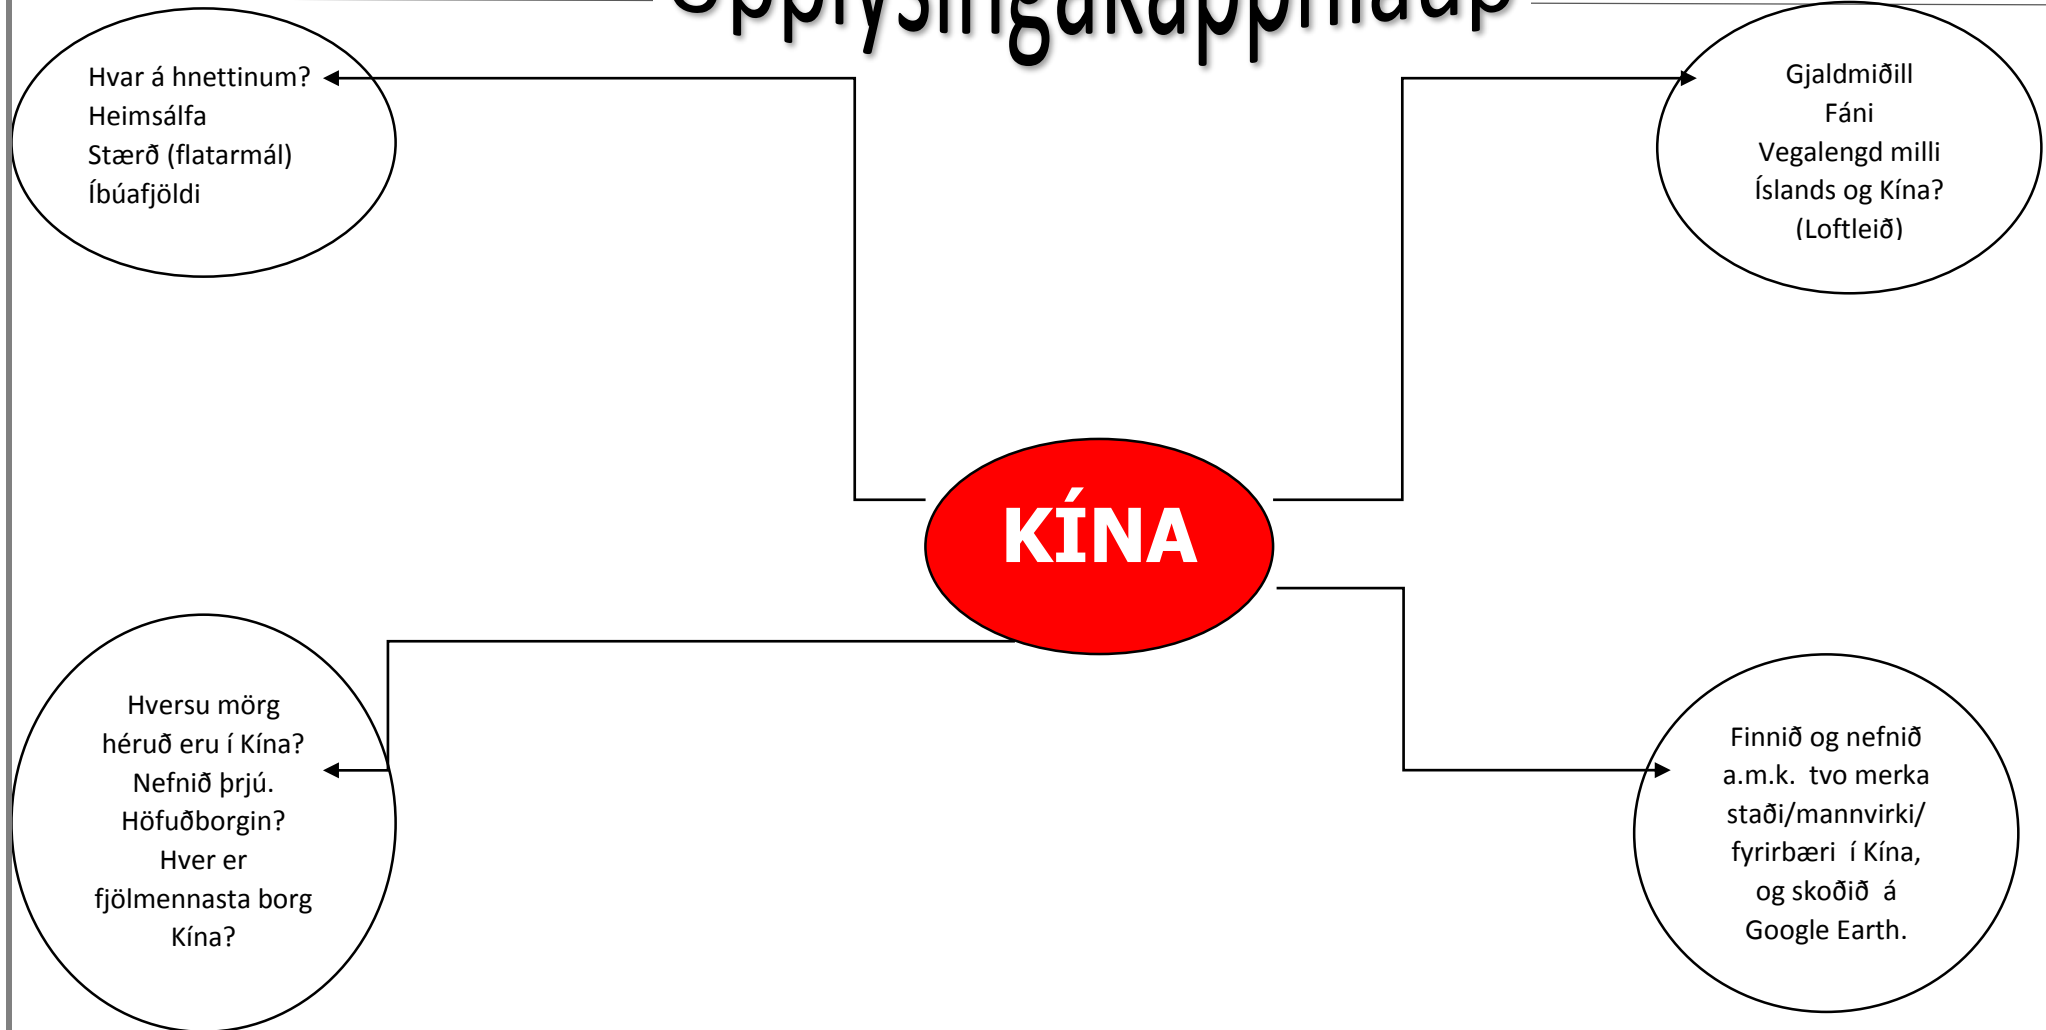 Upplýsingakapphlaup
Hvar á hnettinum?
Heimsálfa
Stærð (flatarmál)
Íbúafjöldi
Gjaldmiðill
Fáni
Vegalengd milli
Íslands og Kína?
(Loftleið)
KÍNA
Hversu mörg
héruð eru í Kína?
Nefnið þrjú.
Höfuðborgin?
Hver er
fjölmennasta borg
Kína?
Finnið og nefnið
a.m.k. tvo merka
staði/mannvirki/
fyrirbæri í Kína,
og skoðið á
Google Earth.